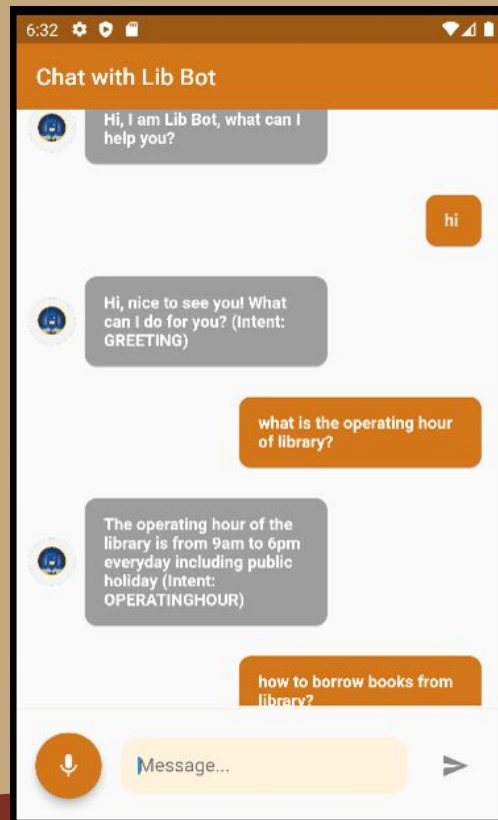 6:32
Chat with Lib Bot
Hi, I am Lib Bot, what can I
help you?
hi
Hi, nice to see you! What
can I do for you? (Intent:
GREETING)
what is the operating hour
of library?
The operating hour of the
library is from 9am to 6pm
everyday including public
holiday (Intent:
OPERATINGHOUR)
how to borrow books from
library?
Message...